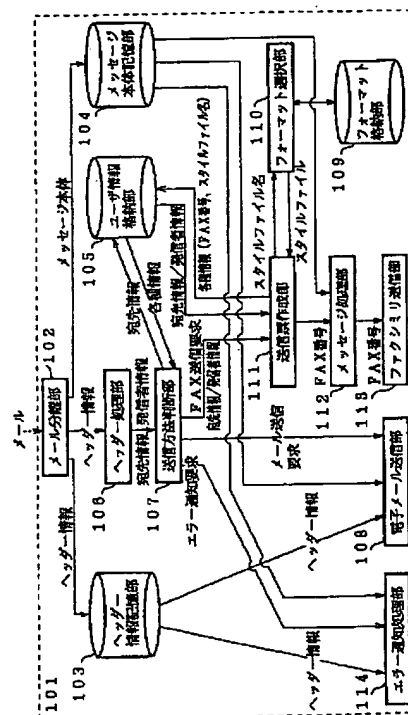 メール
101
102
メール分離部
ヘッダー情報
ヘッダー情報
メッセージ本体
103
ヘッダー
情報記憶部
106
ヘッダー処理部
105
ユーザ情報
格納部
104
メッセージ
本体記憶部
宛先情報
各種情報
宛先情報/発信者情報
107
送信方法判断部
宛先情報/発信者情報
各種情報(FAX番号、スタイルファイル名)
エラー通知要求
FAX送信要求
宛先情報/発信者情報
メール送信
要求
111
送信票作成部
スタイルファイル名
スタイルファイル
110
フォーマット選択部
109
フォーマット
格納部
FAX番号
112
メッセージ処理部
FAX番号
113
ファクシミリ送信部
ヘッダー情報
ヘッダー情報
108
電子メール送信部
114
エラー通知処理部